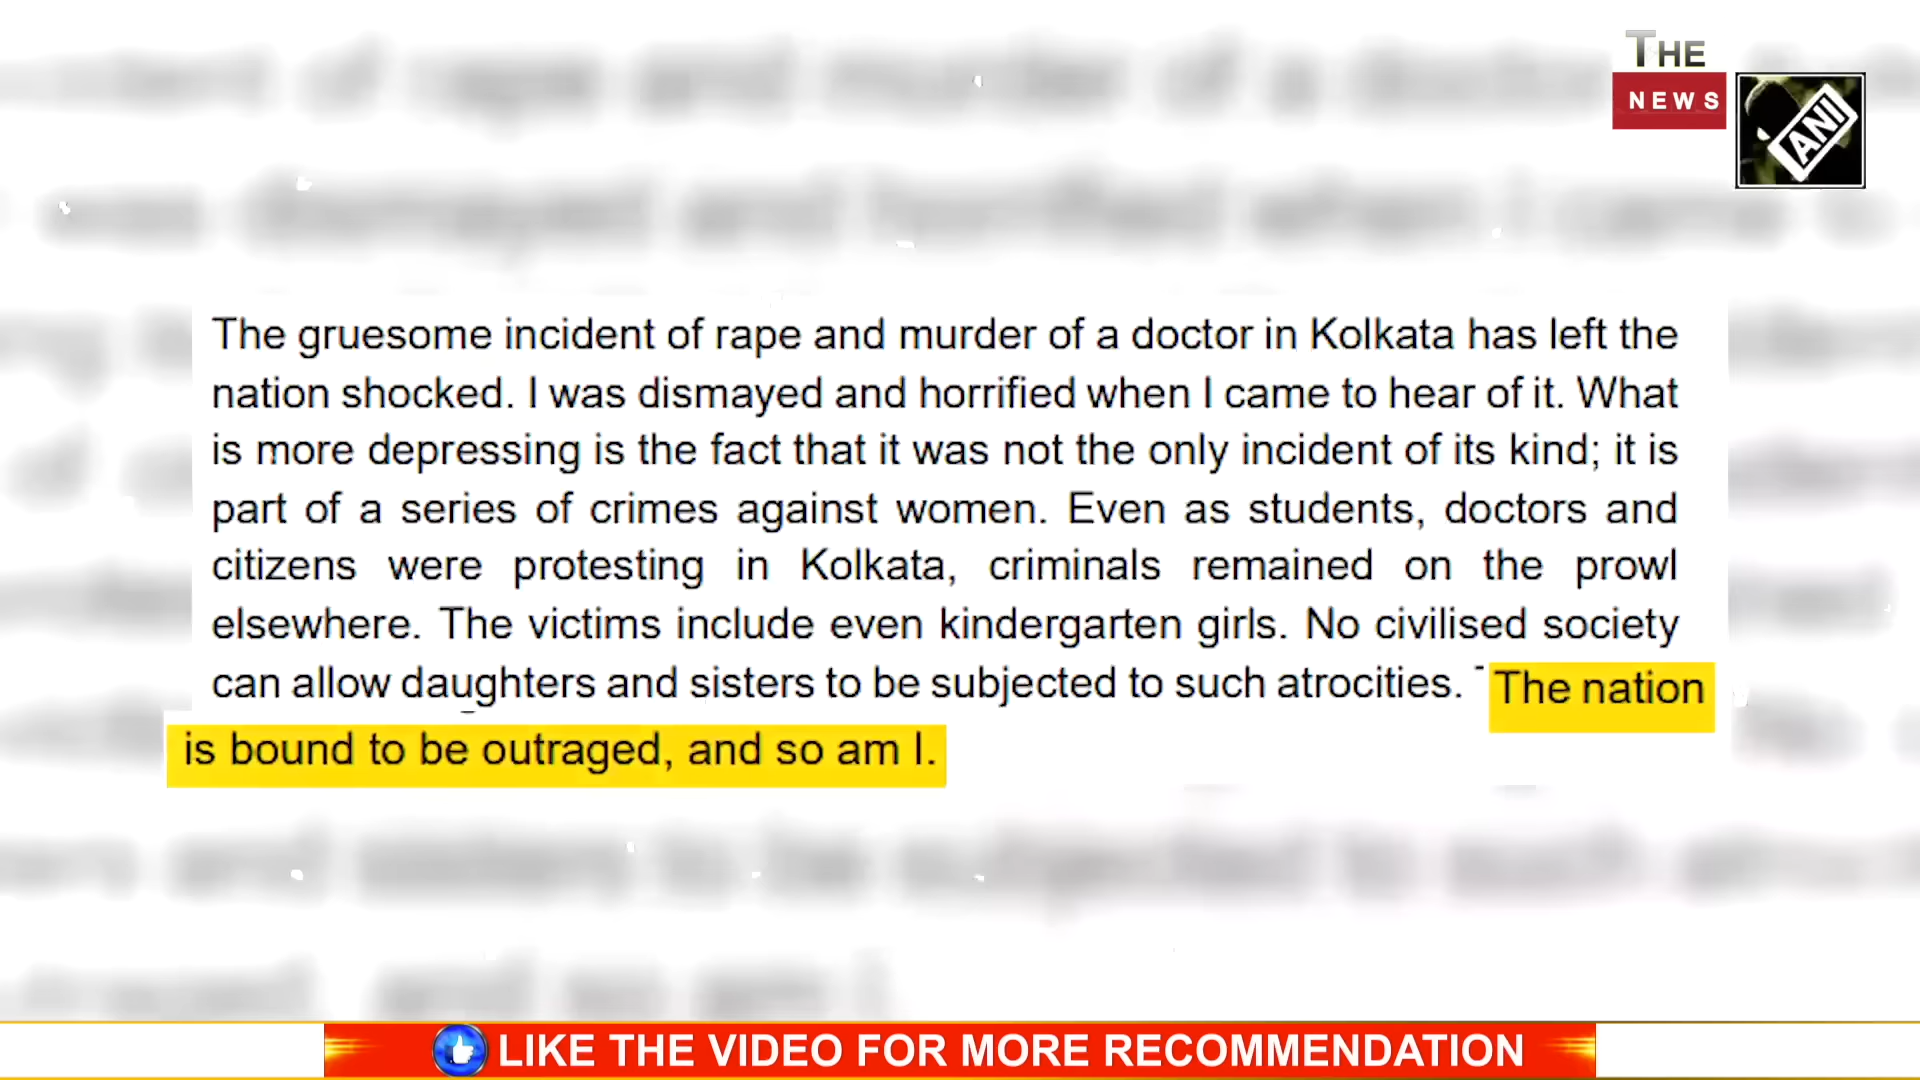 THE
NEWS
ANI
The gruesome incident of rape and murder of a doctor in Kolkata has left the
nation shocked. I was dismayed and horrified when I came to hear of it. What
is more depressing is the fact that it was not the only incident of its kind; it is
part of a series of crimes against women. Even as students, doctors and
citizens were protesting in Kolkata, criminals remained on the prowl
elsewhere. The victims include even kindergarten girls. No civilised society
can allow daughters and sisters to be subjected to such atrocities. The nation
is bound to be outraged, and so am I.
LIKE THE VIDEO FOR MORE RECOMMENDATION